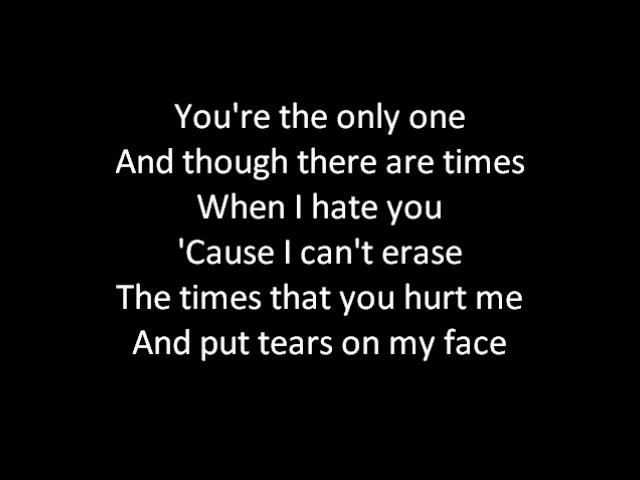 You're the only one
And though there are times
When I hate you
'Cause I can't erase
The times that you hurt me
And put tears on my face